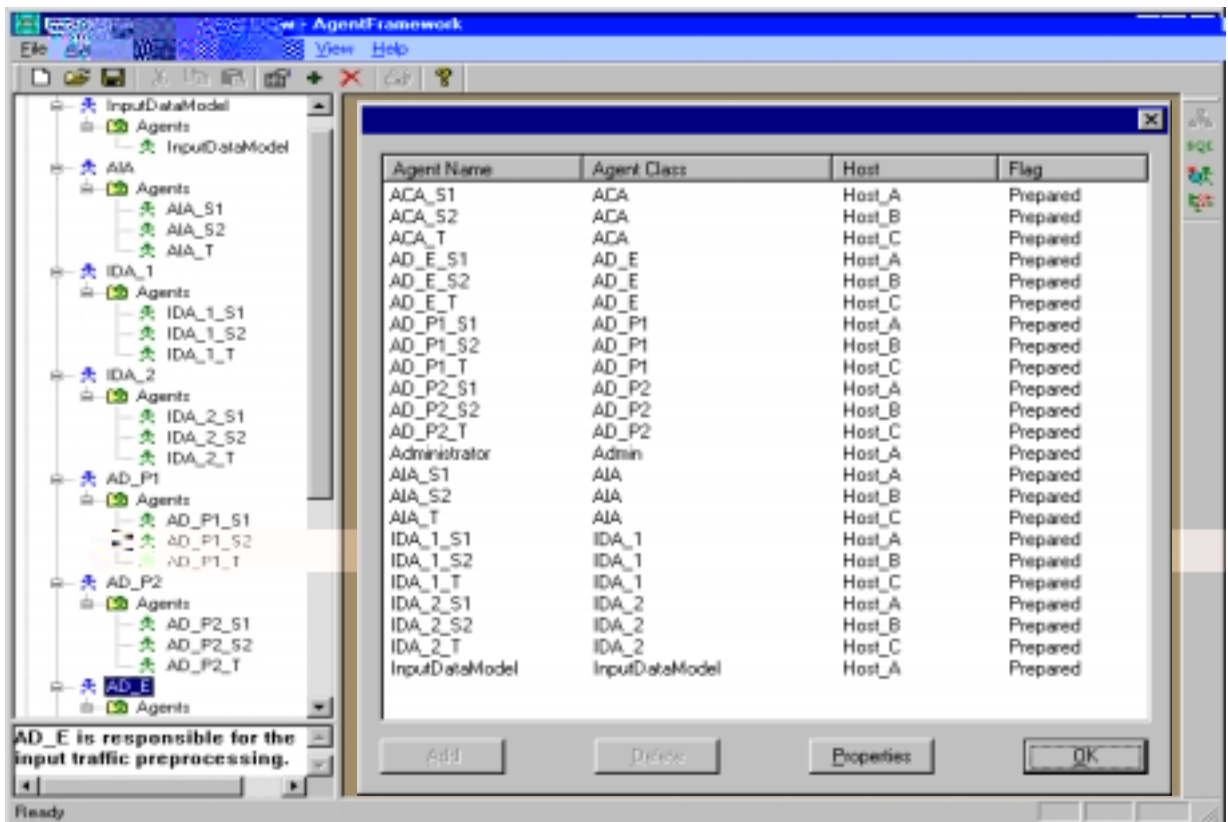 - AgentFramework
File View Help
InputDataModel
Agents
InputDataModel
AIA
Agents
AIA_S1
AIA_S2
AIA_T
IDA_1
Agents
IDA_1_S1
IDA_1_S2
IDA_1_T
IDA_2
Agents
IDA_2_S1
IDA_2_S2
IDA_2_T
AD_P1
Agents
AD_P1_S1
AD_P1_S2
AD_P1_T
AD_P2
Agents
AD_P2_S1
AD_P2_S2
AD_P2_T
AD_E
Agents
AD_E is responsible for the
input traffic preprocessing.
Agent Name Agent Class Host Flag
ACA_S1 ACA Host_A Prepared
ACA_S2 ACA Host_B Prepared
ACA_T ACA Host_C Prepared
AD_E_S1 AD_E Host_A Prepared
AD_E_S2 AD_E Host_B Prepared
AD_E_T AD_E Host_C Prepared
AD_P1_S1 AD_P1 Host_A Prepared
AD_P1_S2 AD_P1 Host_B Prepared
AD_P1_T AD_P1 Host_C Prepared
AD_P2_S1 AD_P2 Host_A Prepared
AD_P2_S2 AD_P2 Host_B Prepared
AD_P2_T AD_P2 Host_C Prepared
Administrator Admin Host_A Prepared
AIA_S1 AIA Host_A Prepared
AIA_S2 AIA Host_B Prepared
AIA_T AIA Host_C Prepared
IDA_1_S1 IDA_1 Host_A Prepared
IDA_1_S2 IDA_1 Host_B Prepared
IDA_1_T IDA_1 Host_C Prepared
IDA_2_S1 IDA_2 Host_A Prepared
IDA_2_S2 IDA_2 Host_B Prepared
IDA_2_T IDA_2 Host_C Prepared
InputDataModel InputDataModel Host_A Prepared
Add Delete Properties OK
Ready